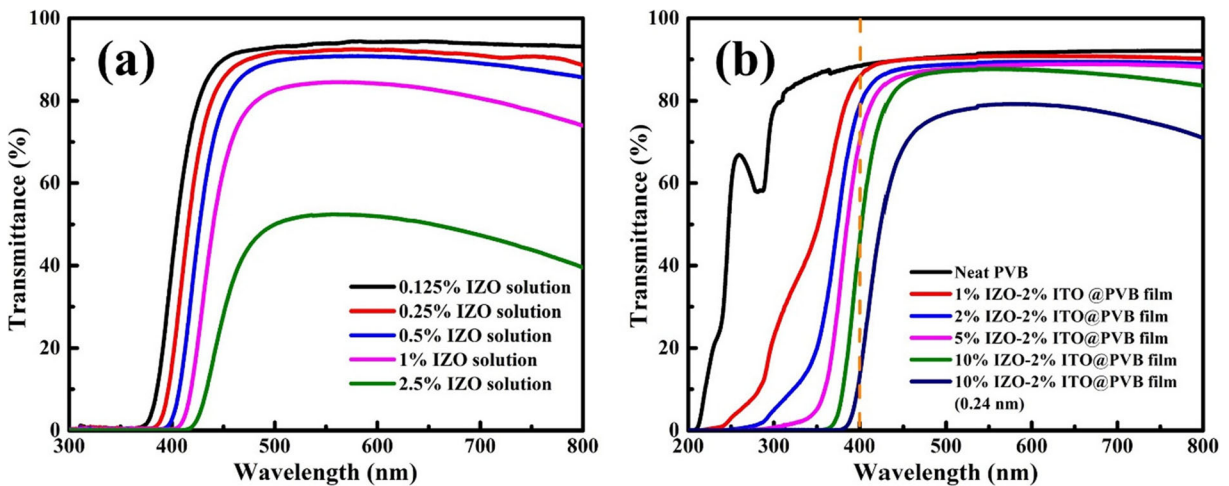 (a)
Transmittance (%)
100
80
60
40
20
0
300
400
500
600
700
800
Wavelength (nm)
0.125% IZO solution
0.25% IZO solution
0.5% IZO solution
1% IZO solution
2.5% IZO solution
(b)
Transmittance (%)
100
80
60
40
20
0
200
300
400
500
600
700
800
Wavelength (nm)
Neat PVB
1% IZO-2% ITO @PVB film
2% IZO-2% ITO@PVB film
5% IZO-2% ITO@PVB film
10% IZO-2% ITO@PVB film
10% IZO-2% ITO@PVB film
(0.24 nm)